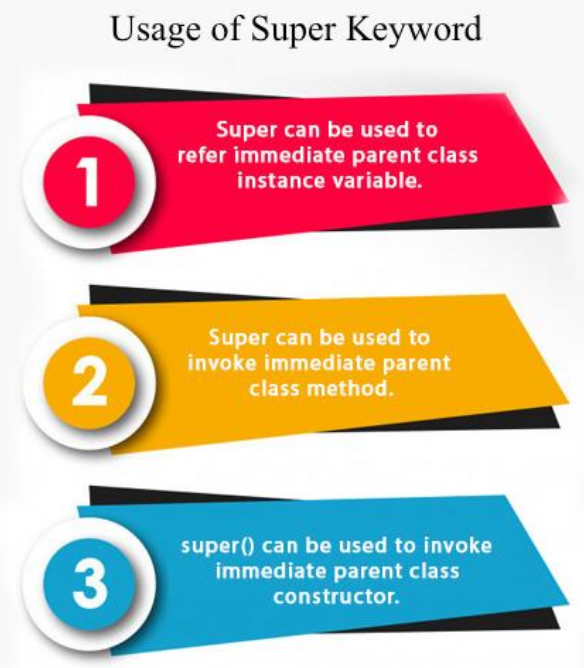 Usage of Super Keyword
1
Super can be used to
refer immediate parent class
instance variable.
2
Super can be used to
invoke immediate parent
class method.
3
super() can be used to invoke
immediate parent class
constructor.